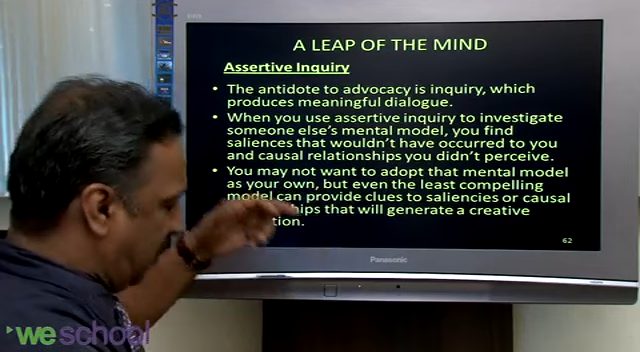 A LEAP OF THE MIND
Assertive Inquiry
• The antidote to advocacy is inquiry, which
produces meaningful dialogue.
• When you use assertive inquiry to investigate
someone else's mental model, you find
saliences that wouldn't have occurred to you
and causal relationships you didn't perceive.
• You may not want to adopt that mental model
as your own, but even the least compelling
model can provide clues to saliences or causal
that will generate a creative
62
Panasonic
we school